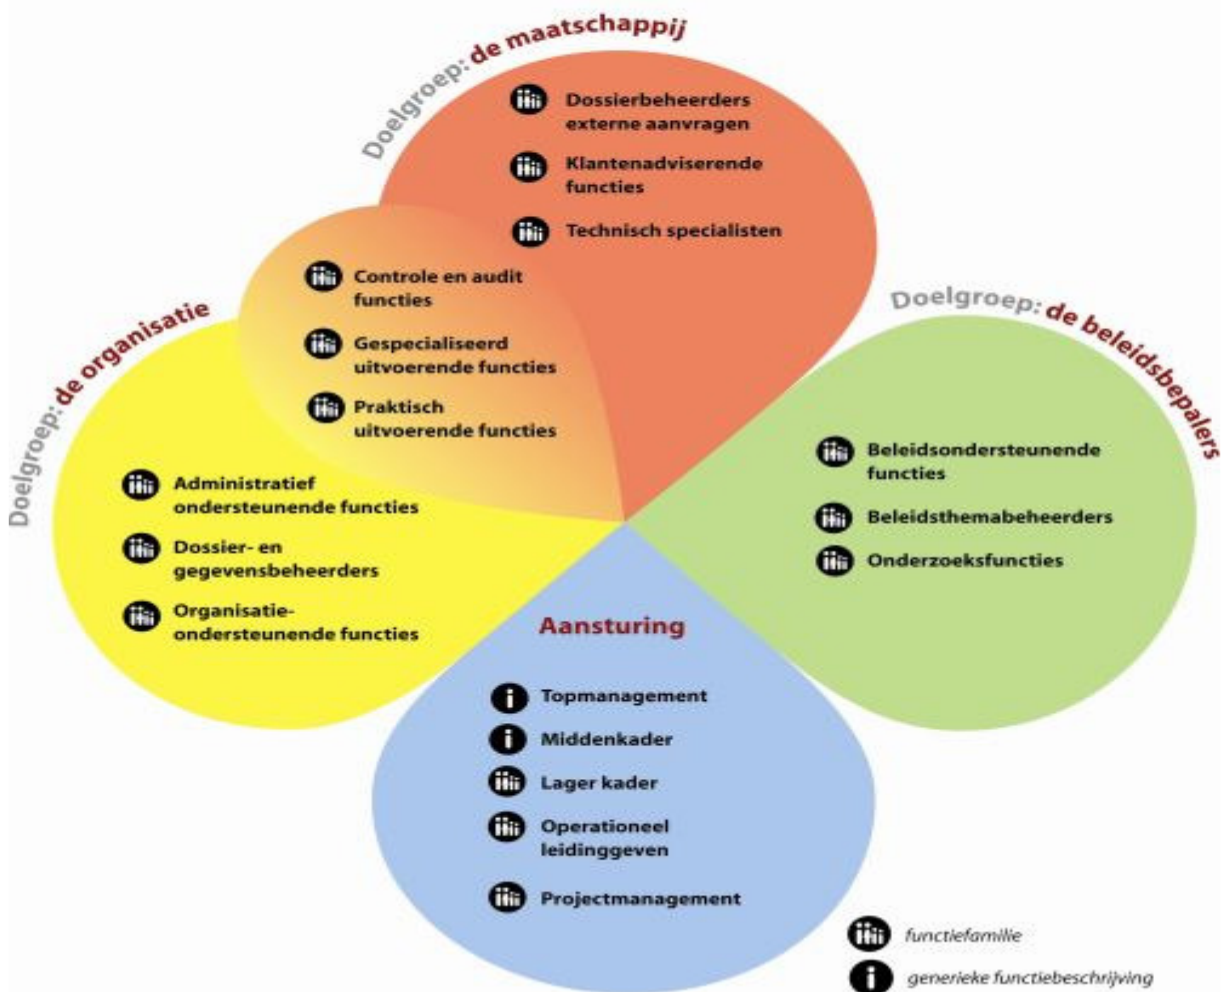 Doelgroep: de maatschappij
Dossierbeheerders
externe aanvragen
Klantenadviserende
functies
Technisch specialisten
Controle en audit
functies
Gespecialiseerd
uitvoerende functies
Praktisch
uitvoerende functies
Doelgroep: de organisatie
Administratief
ondersteunende functies
Dossier- en
gegevensbeheerders
Organisatie-
ondersteunende functies
Doelgroep: de beleidsbepalers
Beleidsondersteunende
functies
Beleidsthemabeheerders
Onderzoeksfuncties
Aansturing
Topmanagement
Middenkader
Lager kader
Operationeel
leidinggeven
Projectmanagement
functiefamilie
generieke functiebeschrijving